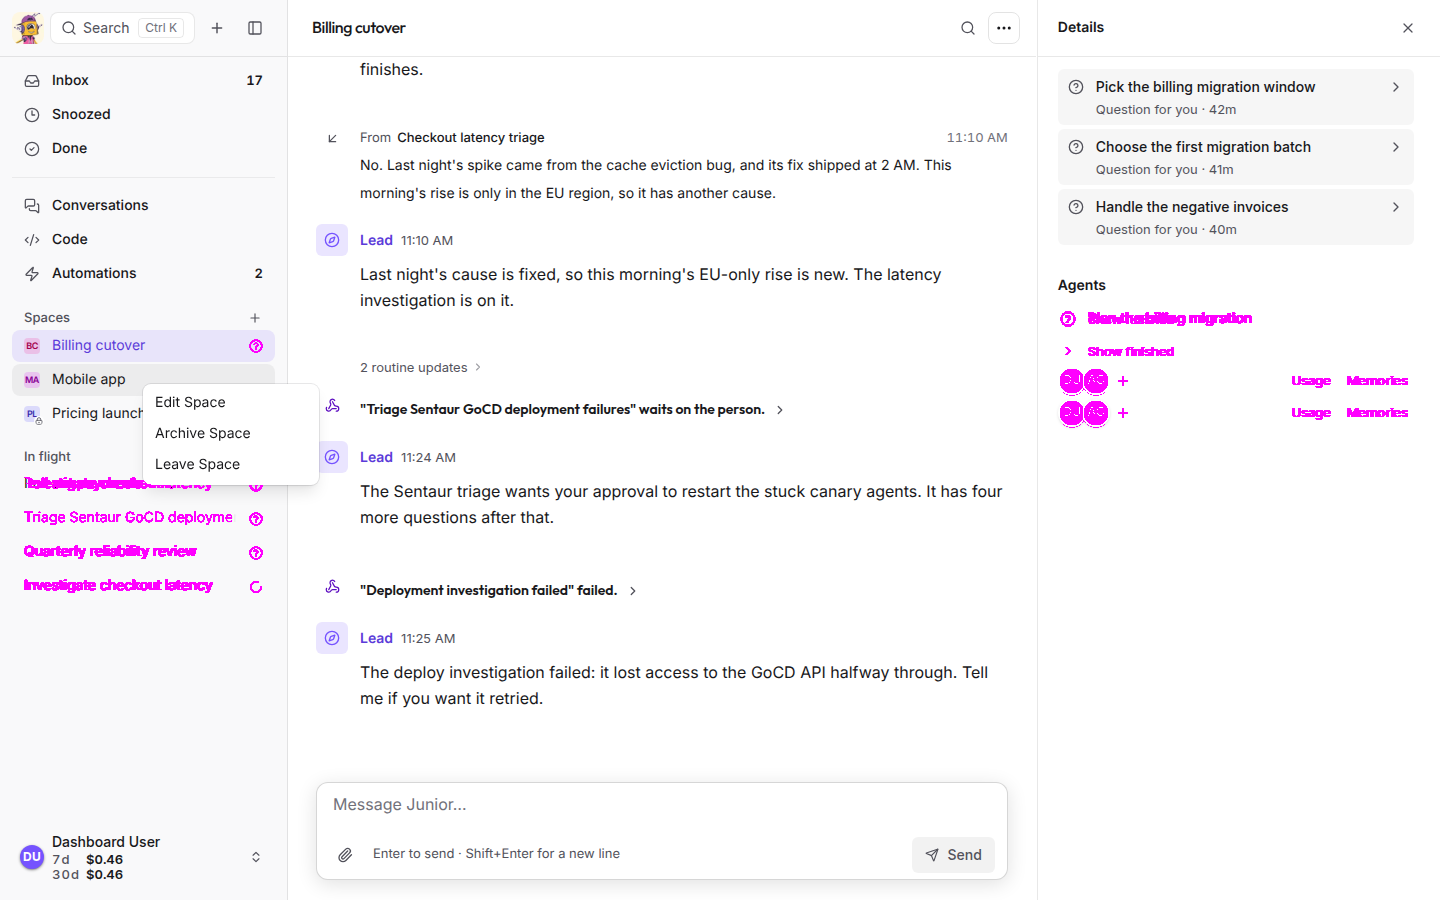 Search Ctrl K
Inbox 17
Snoozed
Done
Conversations
Code
Automations 2
Spaces
BC Billing cutover
MA Mobile app
PL Pricing launch
Edit Space
Archive Space
Leave Space
In flight
Triage Sentaur GoCD deployme
Quarterly reliability review
Investigate checkout latency
DU Dashboard User
7d $0.46
30d $0.46
Billing cutover
finishes.
From Checkout latency triage 11:10 AM
No. Last night's spike came from the cache eviction bug, and its fix shipped at 2 AM. This
morning's rise is only in the EU region, so it has another cause.
Lead 11:10 AM
Last night's cause is fixed, so this morning's EU-only rise is new. The latency
investigation is on it.
2 routine updates
"Triage Sentaur GoCD deployment failures" waits on the person.
Lead 11:24 AM
The Sentaur triage wants your approval to restart the stuck canary agents. It has four
more questions after that.
"Deployment investigation failed" failed.
Lead 11:25 AM
The deploy investigation failed: it lost access to the GoCD API halfway through. Tell
me if you want it retried.
Message Junior...
Enter to send · Shift+Enter for a new line
Send
Details
Pick the billing migration window
Question for you · 42m
Choose the first migration batch
Question for you · 41m
Handle the negative invoices
Question for you · 40m
Agents
billing migration
Show finished
Usage Memories
Usage Memories